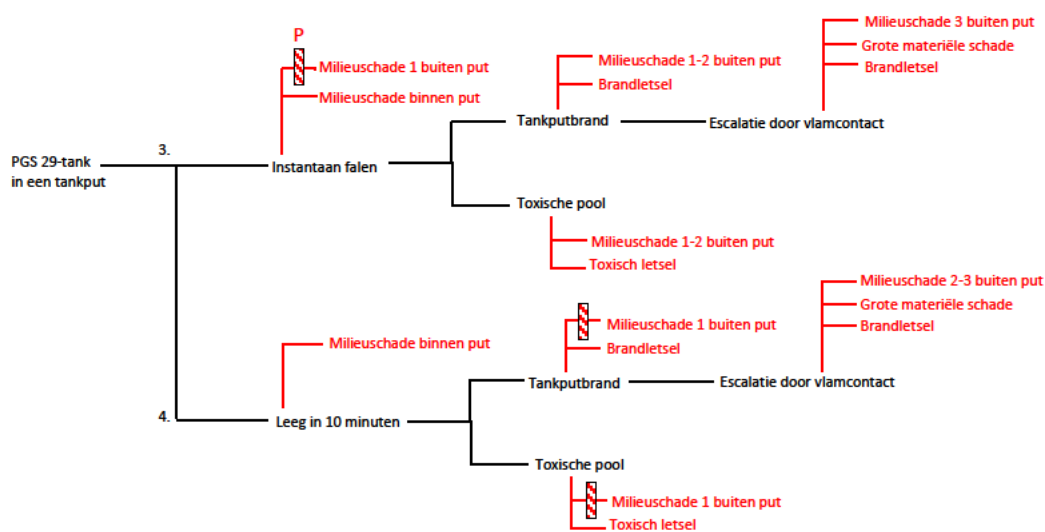 Milieuschade 3 buiten put
Grote materiële schade
Brandletsel
P
Milieuschade 1 buiten put
Milieuschade binnen put
Milieuschade 1-2 buiten put
Brandletsel
Tankputbrand
Escalatie door vlamcontact
3.
PGS 29-tank
in een tankput
Instantaan falen
Toxische pool
Milieuschade 1-2 buiten put
Toxisch letsel
Milieuschade 2-3 buiten put
Grote materiële schade
Brandletsel
Milieuschade 1 buiten put
Brandletsel
Milieuschade binnen put
Tankputbrand
Escalatie door vlamcontact
4.
Leeg in 10 minuten
Toxische pool
Milieuschade 1 buiten put
Toxisch letsel